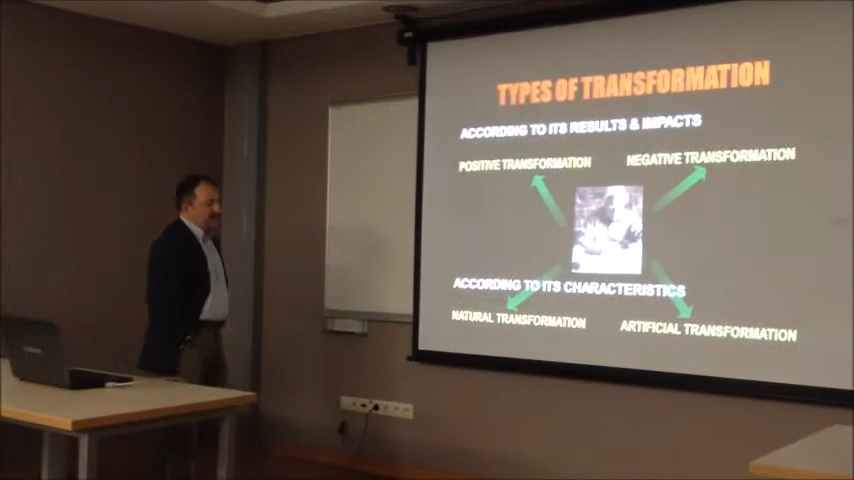 TYPES OF TRANSFORMATION
ACCORDING TO ITS RESULTS & IMPACTS
POSITIVE TRANSFORMATION
NEGATIVE TRANSFORMATION
ACCORDING TO ITS CHARACTERISTICS
NATURAL TRANSFORMATION
ARTIFICIAL TRANSFORMATION